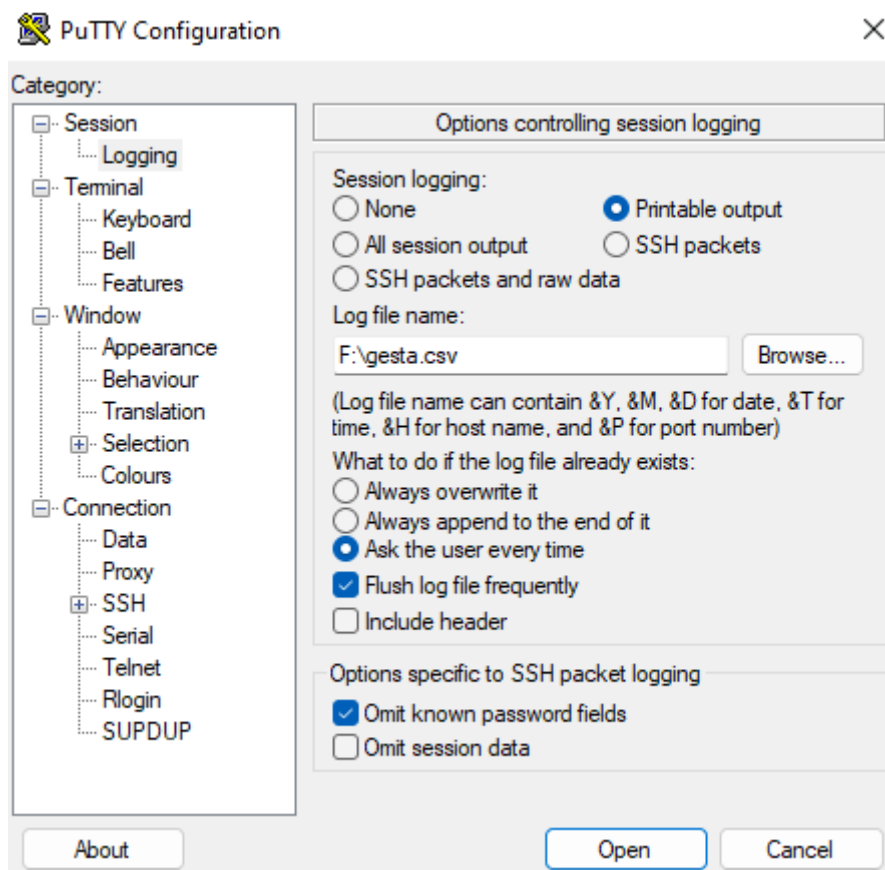 PuTTY Configuration
Category:
Session
Logging
Terminal
Keyboard
Bell
Features
Window
Appearance
Behaviour
Translation
Selection
Colours
Connection
Data
Proxy
SSH
Serial
Telnet
Rlogin
SUPDUP
Options controlling session logging
Session logging:
None
Printable output
All session output
SSH packets
SSH packets and raw data
Log file name:
F:\gesta.csv
Browse...
(Log file name can contain &Y, &M, &D for date, &T for
time, &H for host name, and &P for port number)
What to do if the log file already exists:
Always overwrite it
Always append to the end of it
Ask the user every time
Flush log file frequently
Include header
Options specific to SSH packet logging
Omit known password fields
Omit session data
About
Open
Cancel